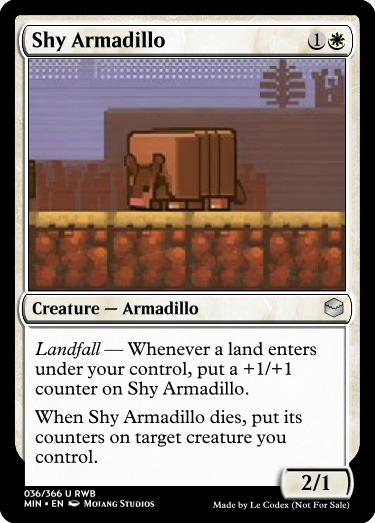 Shy Armadillo 1
Creature — Armadillo
Landfall — Whenever a land enters
under your control, put a +1/+1
counter on Shy Armadillo.
When Shy Armadillo dies, put its
counters on target creature you
control.
2/1
036/366 U RWB
MIN • EN Mojang Studios
Made by Le Codex (Not For Sale)